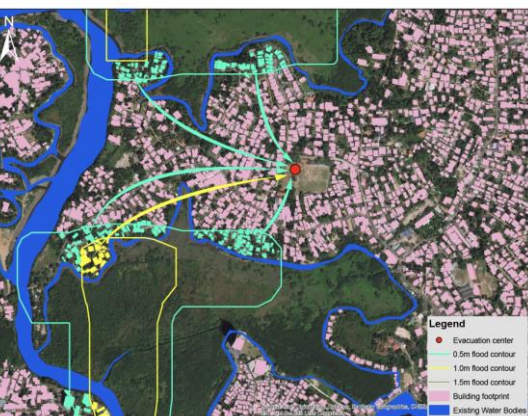 N
Legend
Evacuation center
0.5m flood contour
1.0m flood contour
1.5m flood contour
Building footprint
Existing Water Bodies